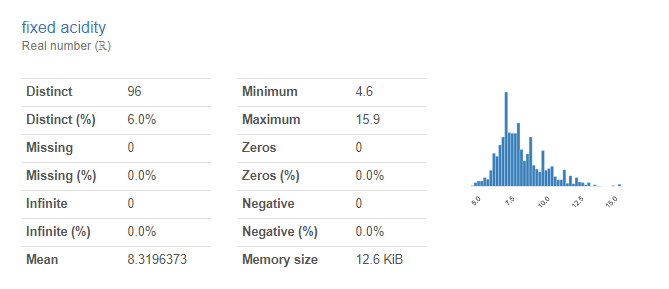 fixed acidity
Real number (ℝ)
Distinct 96
Distinct (%) 6.0%
Missing 0
Missing (%) 0.0%
Infinite 0
Infinite (%) 0.0%
Mean 8.3196373
Minimum 4.6
Maximum 15.9
Zeros 0
Zeros (%) 0.0%
Negative 0
Negative (%) 0.0%
Memory size 12.6 KiB
5.0 7.5 10.0 12.5 15.0